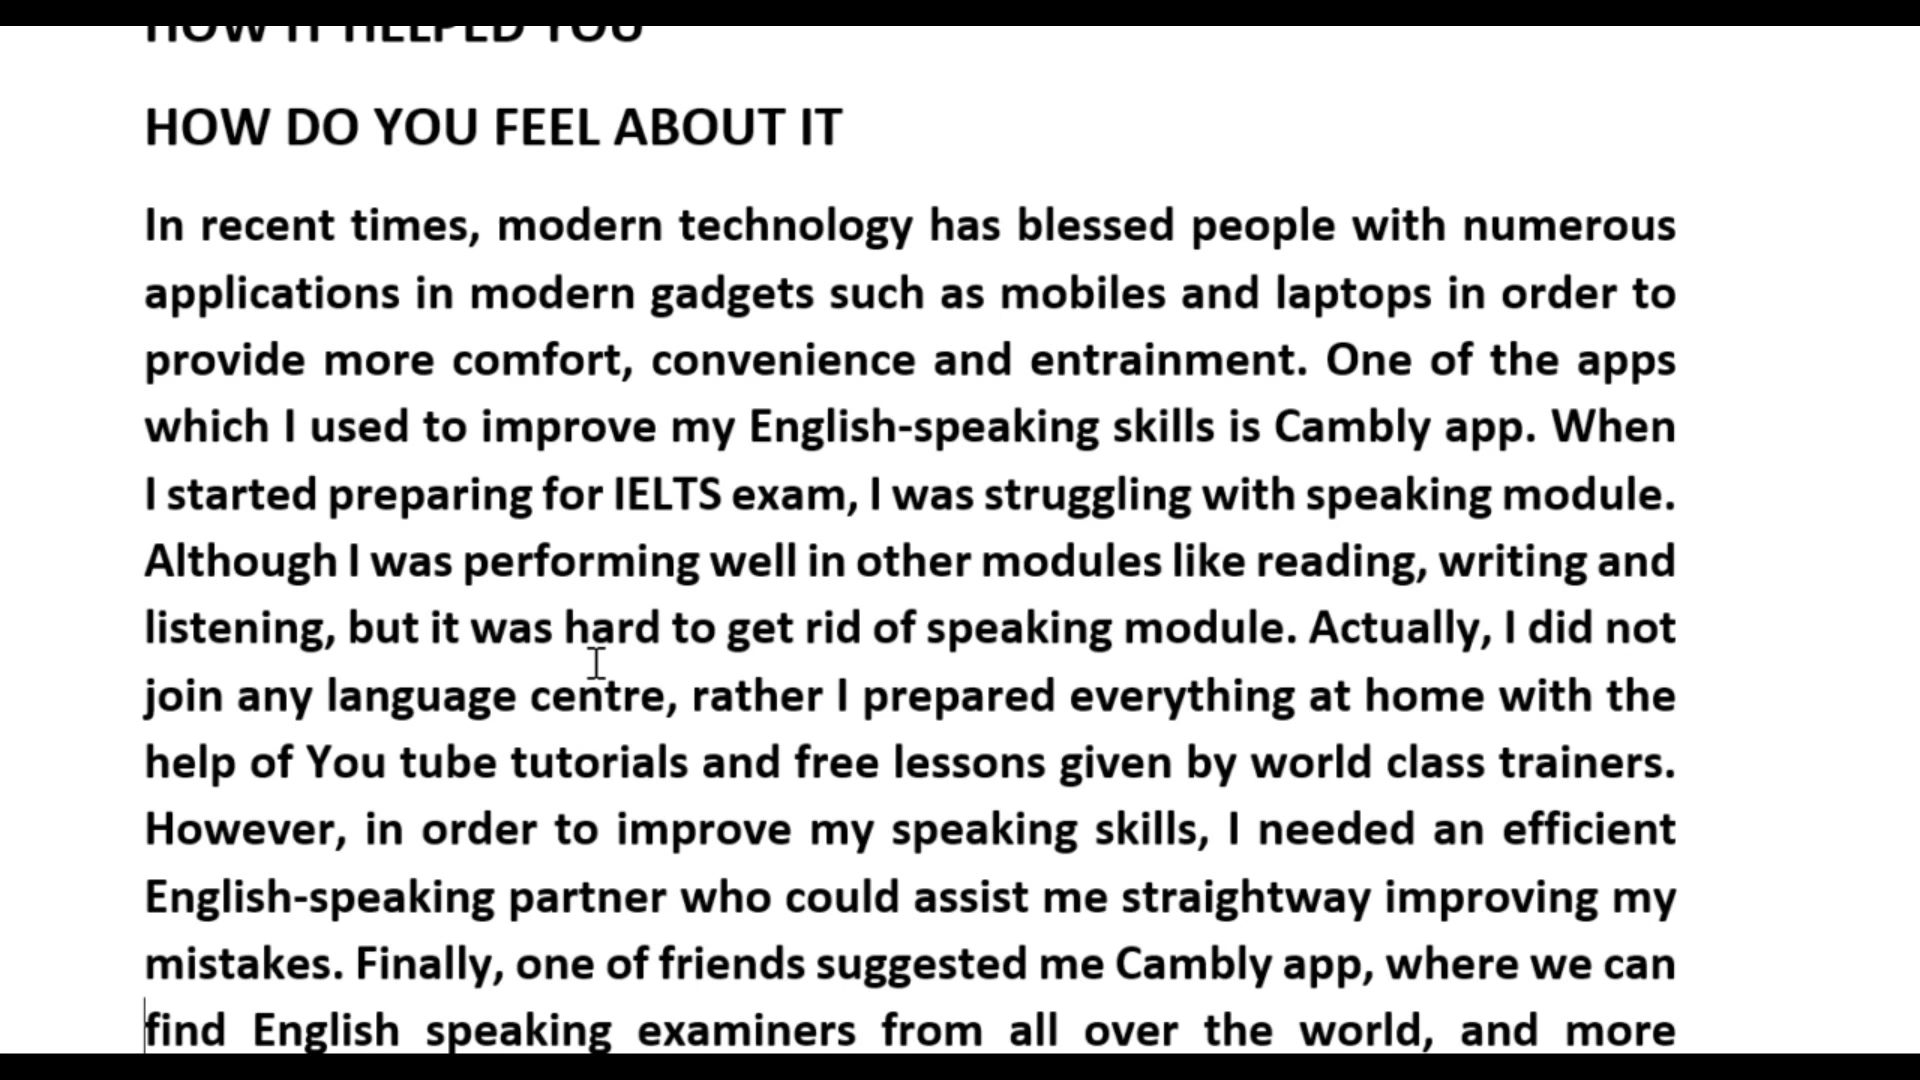 HOW IT HELPED YOU
HOW DO YOU FEEL ABOUT IT
In recent times, modern technology has blessed people with numerous
applications in modern gadgets such as mobiles and laptops in order to
provide more comfort, convenience and entrainment. One of the apps
which I used to improve my English-speaking skills is Cambly app. When
I started preparing for IELTS exam, I was struggling with speaking module.
Although I was performing well in other modules like reading, writing and
listening, but it was hard to get rid of speaking module. Actually, I did not
join any language centre, rather I prepared everything at home with the
help of You tube tutorials and free lessons given by world class trainers.
However, in order to improve my speaking skills, I needed an efficient
English-speaking partner who could assist me straightway improving my
mistakes. Finally, one of friends suggested me Cambly app, where we can
find English speaking examiners from all over the world, and more